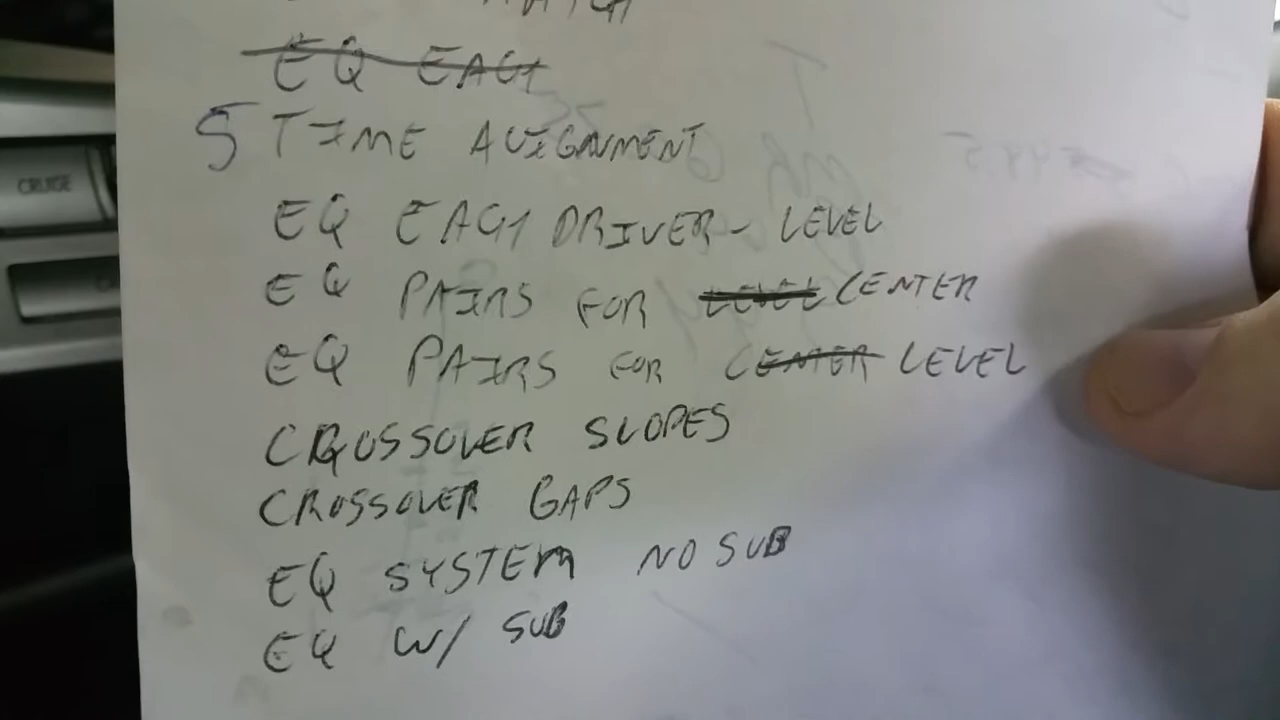 MATCH
EQ EACH
5 TIME ALIGNMENT
EQ EACH DRIVER - LEVEL
EQ PAIRS FOR LEVEL CENTER
EQ PAIRS FOR CENTER LEVEL
CROSSOVER SLOPES
CROSSOVER GAPS
EQ SYSTEM NO SUB
EQ W/ SUB
CRUISE